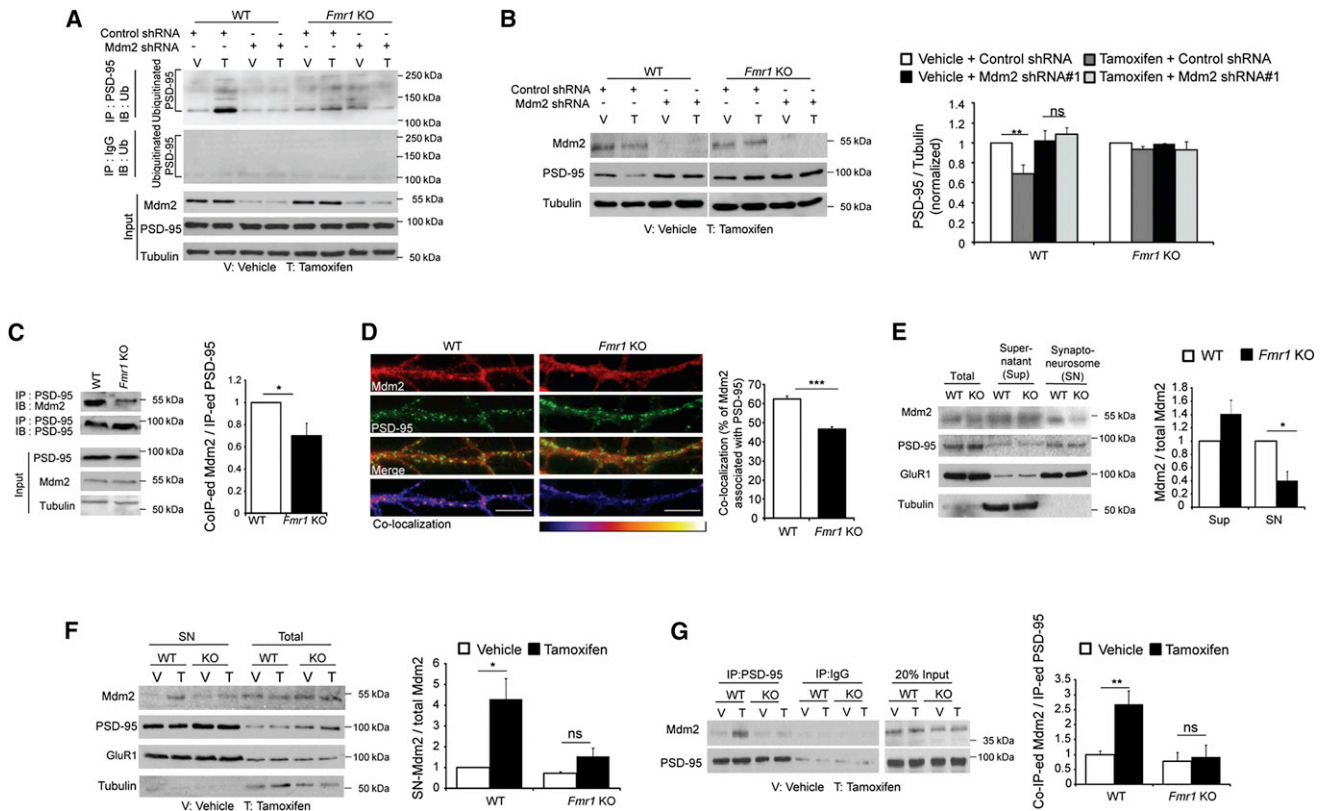 A
WT Fmr1 KO
Control shRNA + + - - + + - -
Mdm2 shRNA - - + + - - + +
V T V T V T V T
IP : PSD-95
IB : Ub
Ubiquitinated
PSD-95
250 kDa
150 kDa
100 kDa
IP : IgG
IB : Ub
Ubiquitinated
PSD-95
250 kDa
150 kDa
100 kDa
Input
Mdm2
55 kDa
PSD-95
100 kDa
Tubulin
50 kDa
V: Vehicle T: Tamoxifen
B
WT Fmr1 KO
Control shRNA + + - - + + - -
Mdm2 shRNA - - + + - - + +
V T V T V T V T
Mdm2
55 kDa
PSD-95
100 kDa
Tubulin
50 kDa
V: Vehicle T: Tamoxifen
Vehicle + Control shRNA Tamoxifen + Control shRNA
Vehicle + Mdm2 shRNA#1 Tamoxifen + Mdm2 shRNA#1
PSD-95 / Tubulin
(normalized)
1.2
1
0.8
0.6
0.4
0.2
0
** ns
WT Fmr1 KO
C
WT Fmr1 KO
IP : PSD-95
IB : Mdm2
55 kDa
IP : PSD-95
IB : PSD-95
100 kDa
Input
PSD-95
100 kDa
Mdm2
55 kDa
Tubulin
50 kDa
CoIP-ed Mdm2 / IP-ed PSD-95
1.2
1
0.8
0.6
0.4
0.2
0
*
WT Fmr1 KO
D
WT Fmr1 KO
Mdm2
PSD-95
Merge
Co-localization
Co-localization (% of Mdm2
associated with PSD-95)
70
60
50
40
30
20
10
0
***
WT Fmr1 KO
E
Total
Super-
natant
(Sup)
Synapto-
neurosome
(SN)
WT KO WT KO WT KO
Mdm2
55 kDa
PSD-95
100 kDa
GluR1
100 kDa
Tubulin
50 kDa
WT Fmr1 KO
Mdm2 / total Mdm2
1.8
1.6
1.4
1.2
1
0.8
0.6
0.4
0.2
0
*
Sup SN
F
SN Total
WT KO WT KO
V T V T V T V T
Mdm2
55 kDa
PSD-95
100 kDa
GluR1
100 kDa
Tubulin
50 kDa
V: Vehicle T: Tamoxifen
Vehicle Tamoxifen
SN-Mdm2 / total Mdm2
6
5
4
3
2
1
0
* ns
WT Fmr1 KO
G
IP:PSD-95 IP:IgG 20% Input
WT KO WT KO WT KO
V T V T V T V T V T V T
Mdm2
35 kDa
PSD-95
100 kDa
V: Vehicle T: Tamoxifen
Vehicle Tamoxifen
Co-IP-ed Mdm2 / IP-ed PSD-95
3.5
3
2.5
2
1.5
1
0.5
0
** ns
WT Fmr1 KO